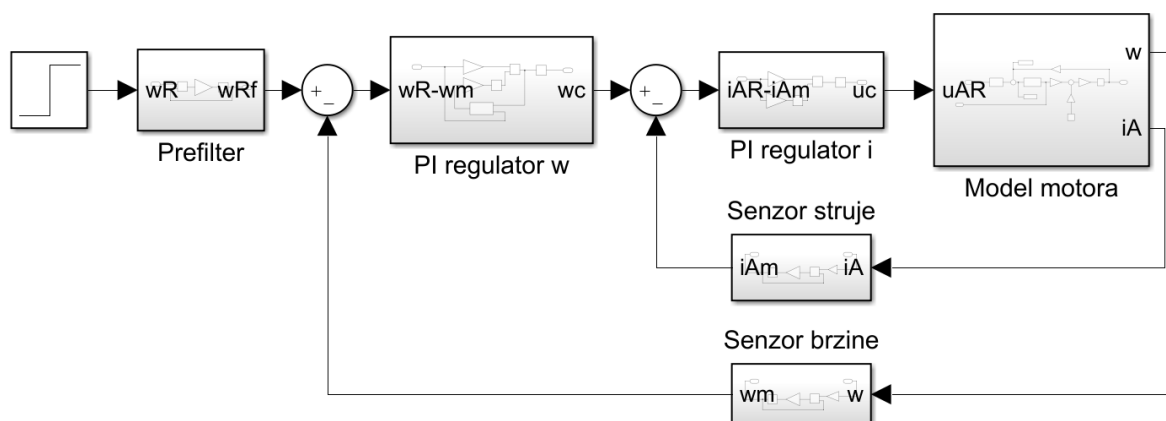 wR wRf
Prefilter
+
−
wR-wm wc
PI regulator w
+
−
iAR-iAm uc
PI regulator i
uAR
w
iA
Model motora
Senzor struje
iAm iA
Senzor brzine
wm w